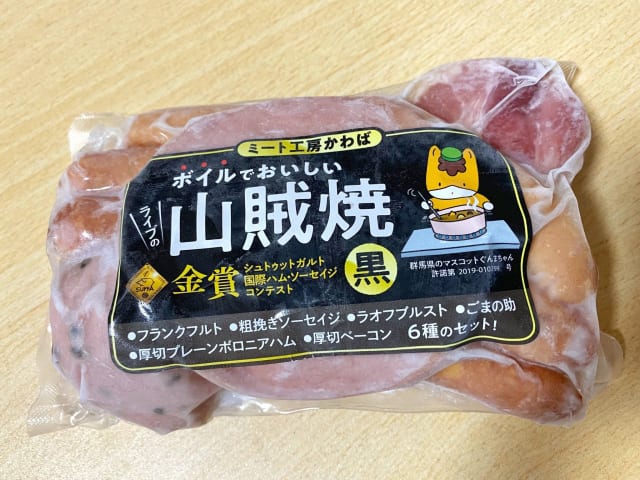 ミート工房かわば
ボイルでおいしい
ライブの
山賊焼
黒
金賞
シュトゥットガルト
国際ハム・ソーセイジ
コンテスト
SUFFA
群馬県のマスコットぐんまちゃん
許諾第 2019-010 号
●フランクフルト ●粗挽きソーセイジ ●ラオフブルスト ●ごまの助
●厚切プレーンボロニアハム ●厚切ベーコン 6種のセット!